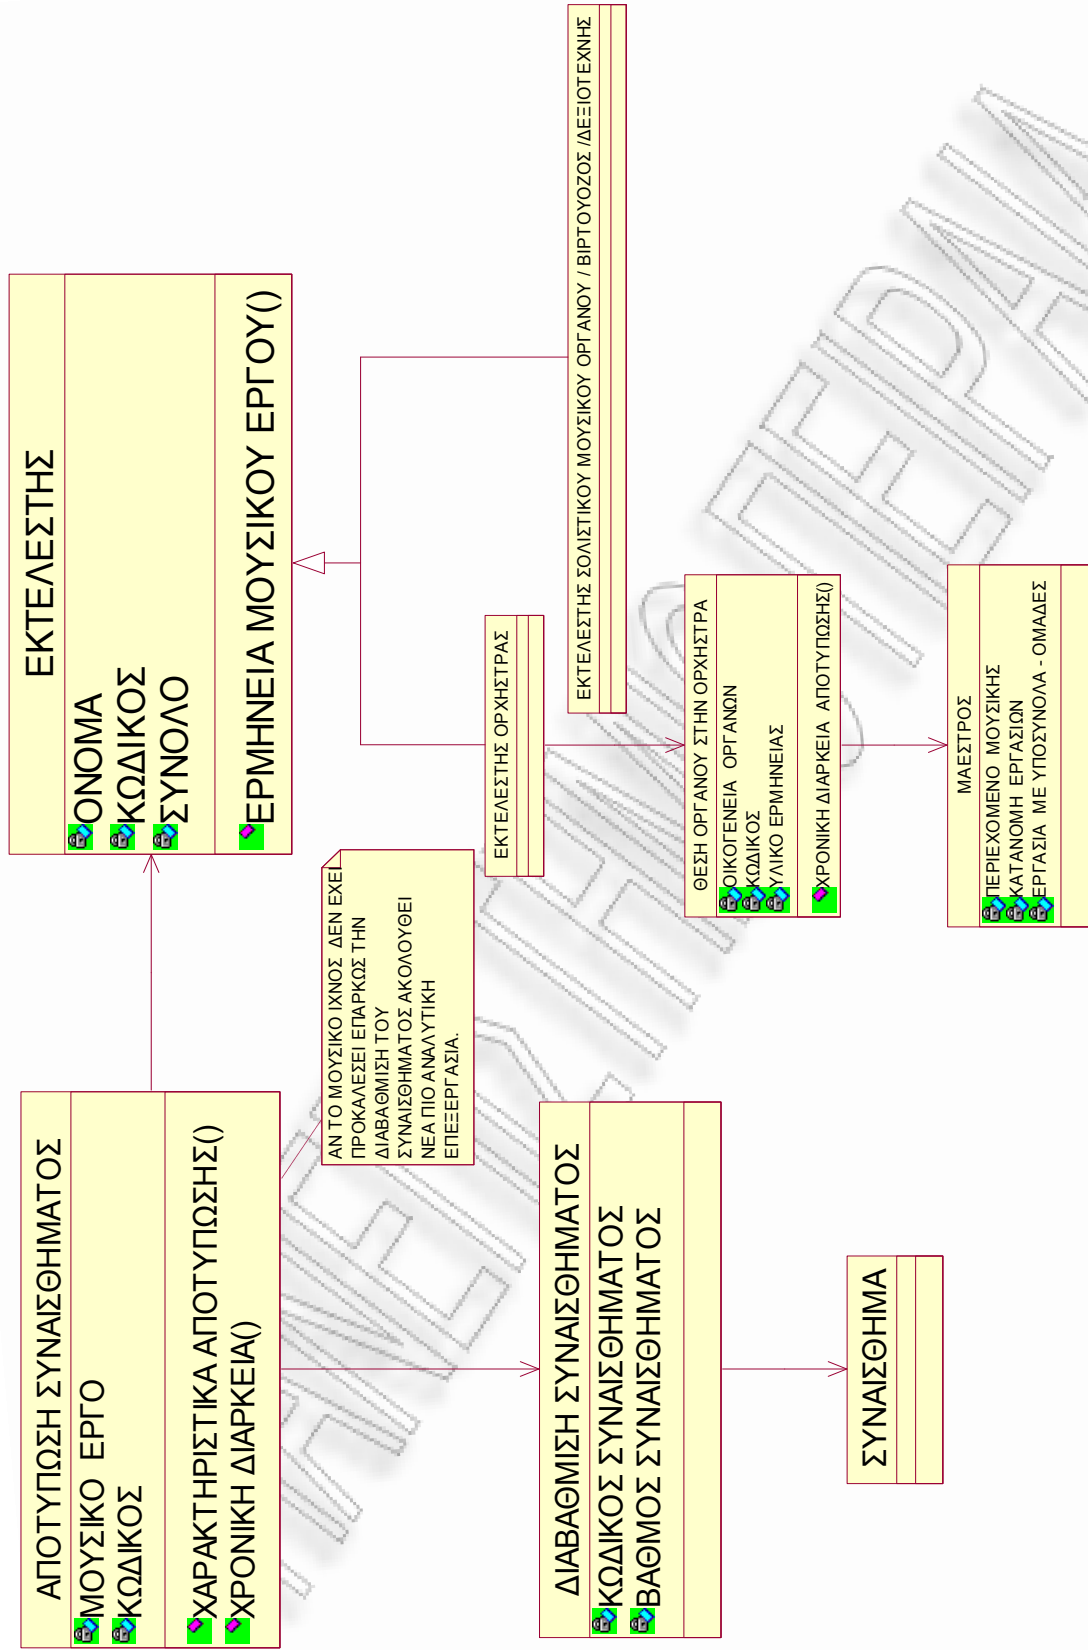 ΑΠΟΤΥΠΩΣΗ ΣΥΝΑΙΣΘΗΜΑΤΟΣ
ΜΟΥΣΙΚΟ ΕΡΓΟ
ΚΩΔΙΚΟΣ
ΧΑΡΑΚΤΗΡΙΣΤΙΚΑ ΑΠΟΤΥΠΩΣΗΣ()
ΧΡΟΝΙΚΗ ΔΙΑΡΚΕΙΑ()
ΕΚΤΕΛΕΣΤΗΣ
ΟΝΟΜΑ
ΚΩΔΙΚΟΣ
ΣΥΝΟΛΟ
ΕΡΜΗΝΕΙΑ ΜΟΥΣΙΚΟΥ ΕΡΓΟΥ()
ΑΝ ΤΟ ΜΟΥΣΙΚΟ ΙΧΝΟΣ ΔΕΝ ΕΧΕΙ
ΠΡΟΚΑΛΕΣΕΙ ΕΠΑΡΚΩΣ ΤΗΝ
ΔΙΑΒΑΘΜΙΣΗ ΤΟΥ
ΣΥΝΑΙΣΘΗΜΑΤΟΣ ΑΚΟΛΟΥΘΕΙ
ΝΕΑ ΠΙΟ ΑΝΑΛΥΤΙΚΗ
ΕΠΕΞΕΡΓΑΣΙΑ.
ΕΚΤΕΛΕΣΤΗΣ ΟΡΧΗΣΤΡΑΣ
ΕΚΤΕΛΕΣΤΗΣ ΣΟΛΙΣΤΙΚΟΥ ΜΟΥΣΙΚΟΥ ΟΡΓΑΝΟΥ / ΒΙΡΤΟΥΟΖΟΣ /ΔΕΞΙΟΤΕΧΝΗΣ
ΔΙΑΒΑΘΜΙΣΗ ΣΥΝΑΙΣΘΗΜΑΤΟΣ
ΚΩΔΙΚΟΣ ΣΥΝΑΙΣΘΗΜΑΤΟΣ
ΒΑΘΜΟΣ ΣΥΝΑΙΣΘΗΜΑΤΟΣ
ΘΕΣΗ ΟΡΓΑΝΟΥ ΣΤΗΝ ΟΡΧΗΣΤΡΑ
ΟΙΚΟΓΕΝΕΙΑ ΟΡΓΑΝΩΝ
ΚΩΔΙΚΟΣ
ΥΛΙΚΟ ΕΡΜΗΝΕΙΑΣ
ΧΡΟΝΙΚΗ ΔΙΑΡΚΕΙΑ ΑΠΟΤΥΠΩΣΗΣ()
ΣΥΝΑΙΣΘΗΜΑ
ΜΑΕΣΤΡΟΣ
ΠΕΡΙΕΧΟΜΕΝΟ ΜΟΥΣΙΚΗΣ
ΚΑΤΑΝΟΜΗ ΕΡΓΑΣΙΩΝ
ΕΡΓΑΣΙΑ ΜΕ ΥΠΟΣΥΝΟΛΑ - ΟΜΑΔΕΣ